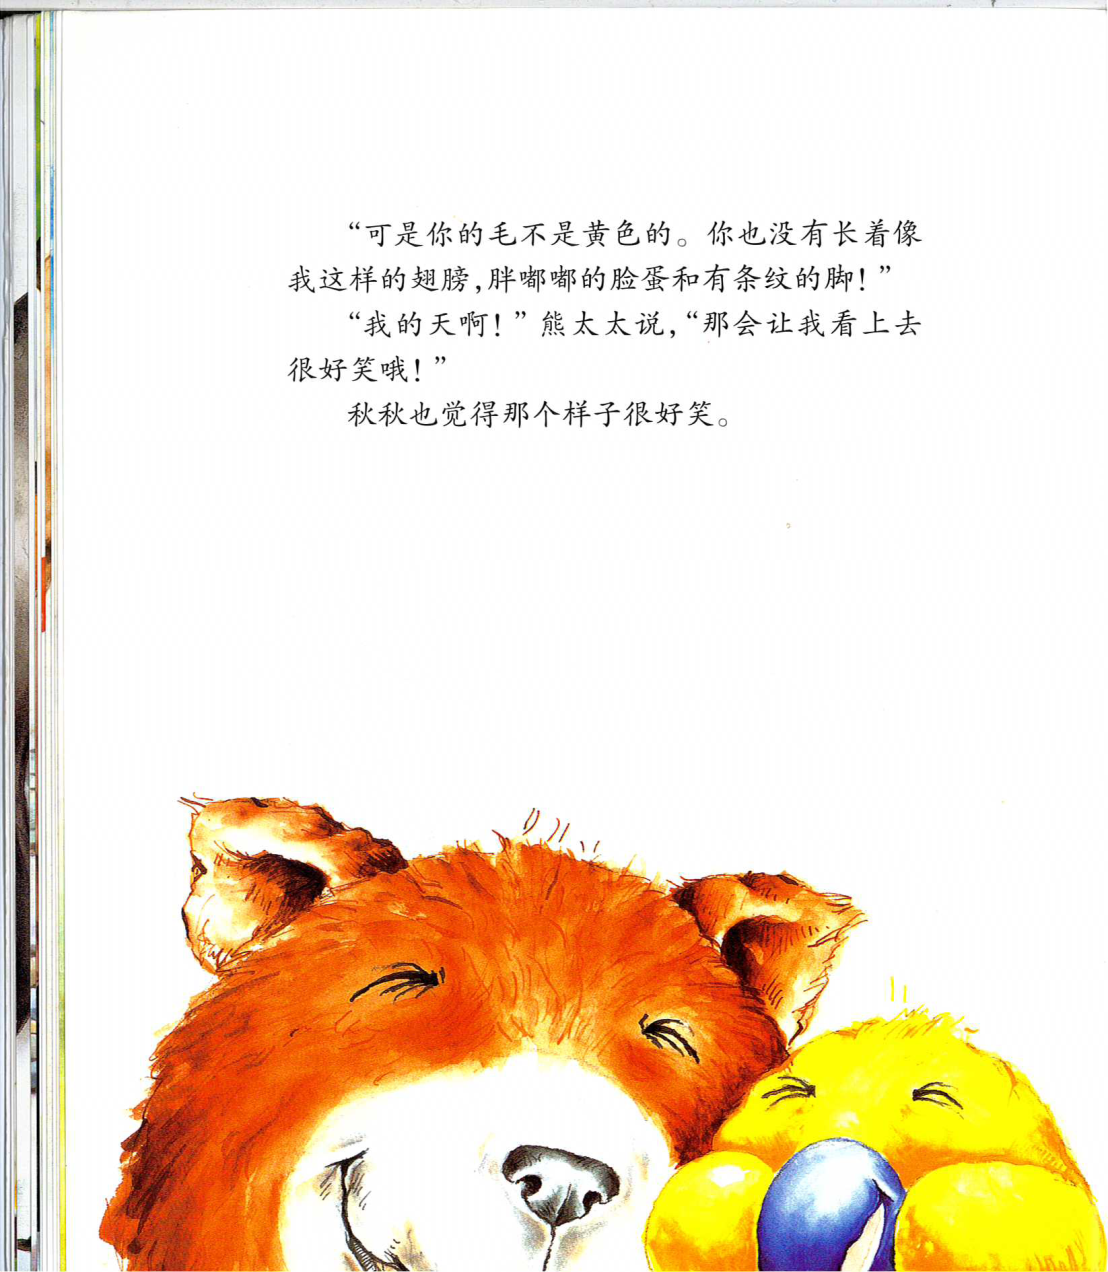 “可是你的毛不是黄色的。你也没有长着像
我这样的翅膀,胖嘟嘟的脸蛋和有条纹的脚!”
“我的天啊!”熊太太说,“那会让我看上去
很好笑哦!”
秋秋也觉得那个样子很好笑。